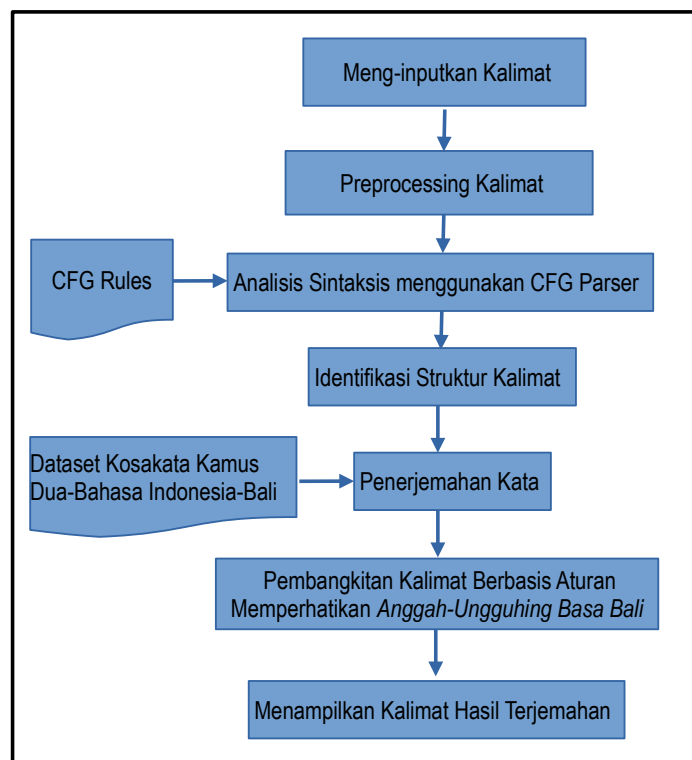 Meng-inputkan Kalimat
Preprocessing Kalimat
CFG Rules
Analisis Sintaksis menggunakan CFG Parser
Identifikasi Struktur Kalimat
Dataset Kosakata Kamus
Dua-Bahasa Indonesia-Bali
Penerjemahan Kata
Pembangkitan Kalimat Berbasis Aturan
Memperhatikan Anggah-Ungguhing Basa Bali
Menampilkan Kalimat Hasil Terjemahan